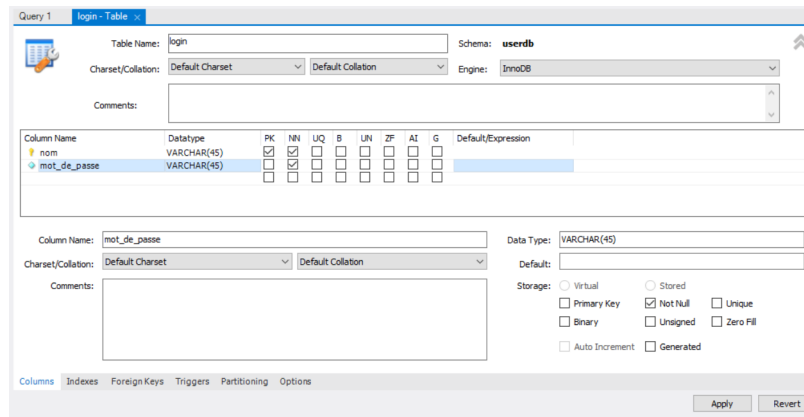 Query 1 login - Table ×
Table Name: login Schema: userdb
Charset/Collation: Default Charset Default Collation Engine: InnoDB
Comments:
Column Name Datatype PK NN UQ B UN ZF AI G Default/Expression
nom VARCHAR(45)
mot_de_passe VARCHAR(45)
Column Name: mot_de_passe Data Type: VARCHAR(45)
Charset/Collation: Default Charset Default Collation Default:
Comments: Storage: Virtual Stored
Primary Key Not Null Unique
Binary Unsigned Zero Fill
Auto Increment Generated
Columns Indexes Foreign Keys Triggers Partitioning Options
Apply Revert